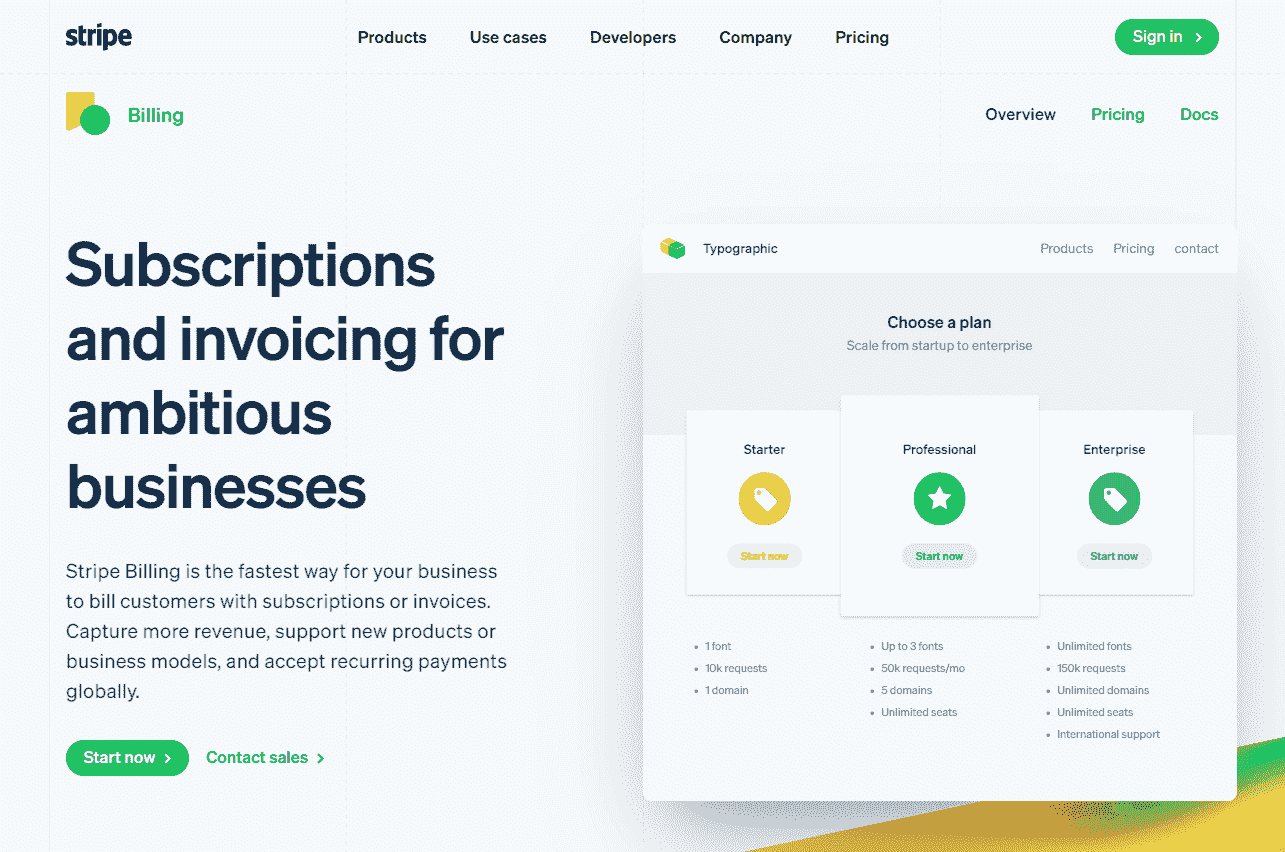 stripe
Products Use cases Developers Company Pricing
Sign in
Billing
Overview Pricing Docs
Subscriptions
and invoicing for
ambitious
businesses
Stripe Billing is the fastest way for your business
to bill customers with subscriptions or invoices.
Capture more revenue, support new products or
business models, and accept recurring payments
globally.
Start now
Contact sales
Typographic
Products Pricing contact
Choose a plan
Scale from startup to enterprise
Starter
Start now
1 font
10k requests
1 domain
Professional
Start now
Up to 3 fonts
50k requests/mo
5 domains
Unlimited seats
Enterprise
Start now
Unlimited fonts
150k requests
Unlimited domains
Unlimited seats
International support